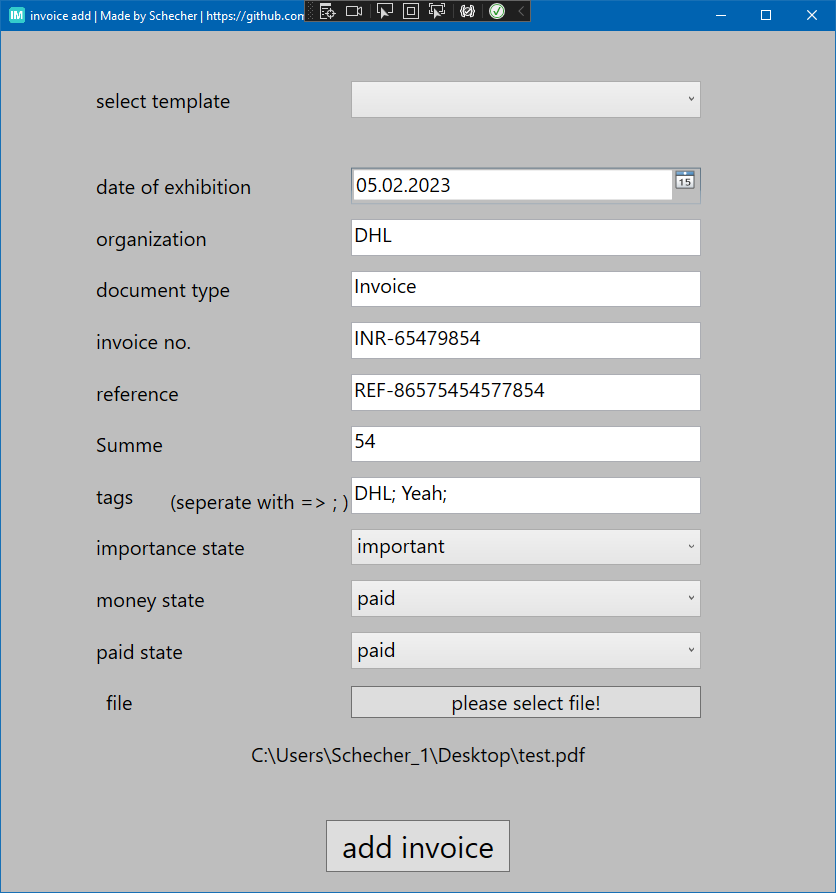 IM invoice add | Made by Schecher | https://github.com
select template
date of exhibition 05.02.2023 15
organization DHL
document type Invoice
invoice no. INR-65479854
reference REF-86575454577854
Summe 54
tags (seperate with => ; ) DHL; Yeah;
importance state important
money state paid
paid state paid
file please select file!
C:\Users\Schecher_1\Desktop\test.pdf
add invoice